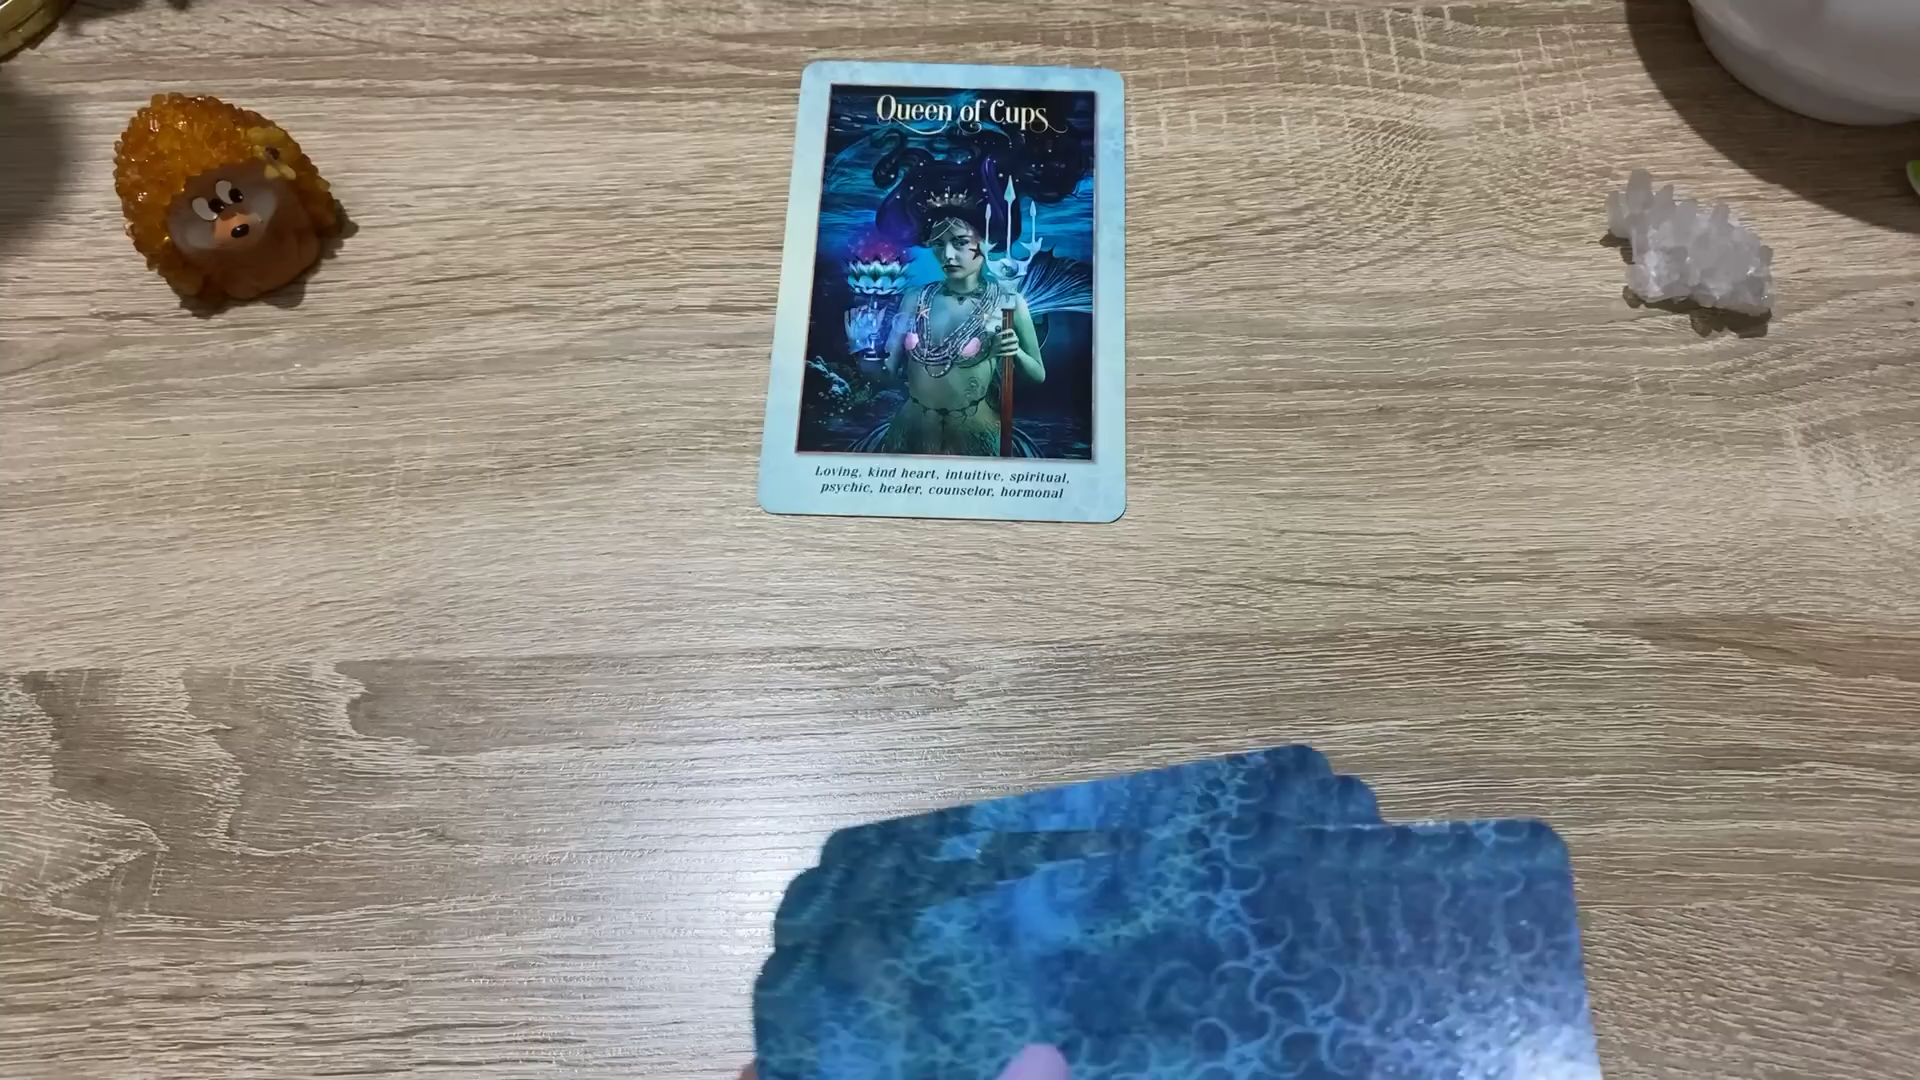 Queen of Cups
Loving, kind heart, intuitive, spiritual,
psychic, healer, counselor, hormonal